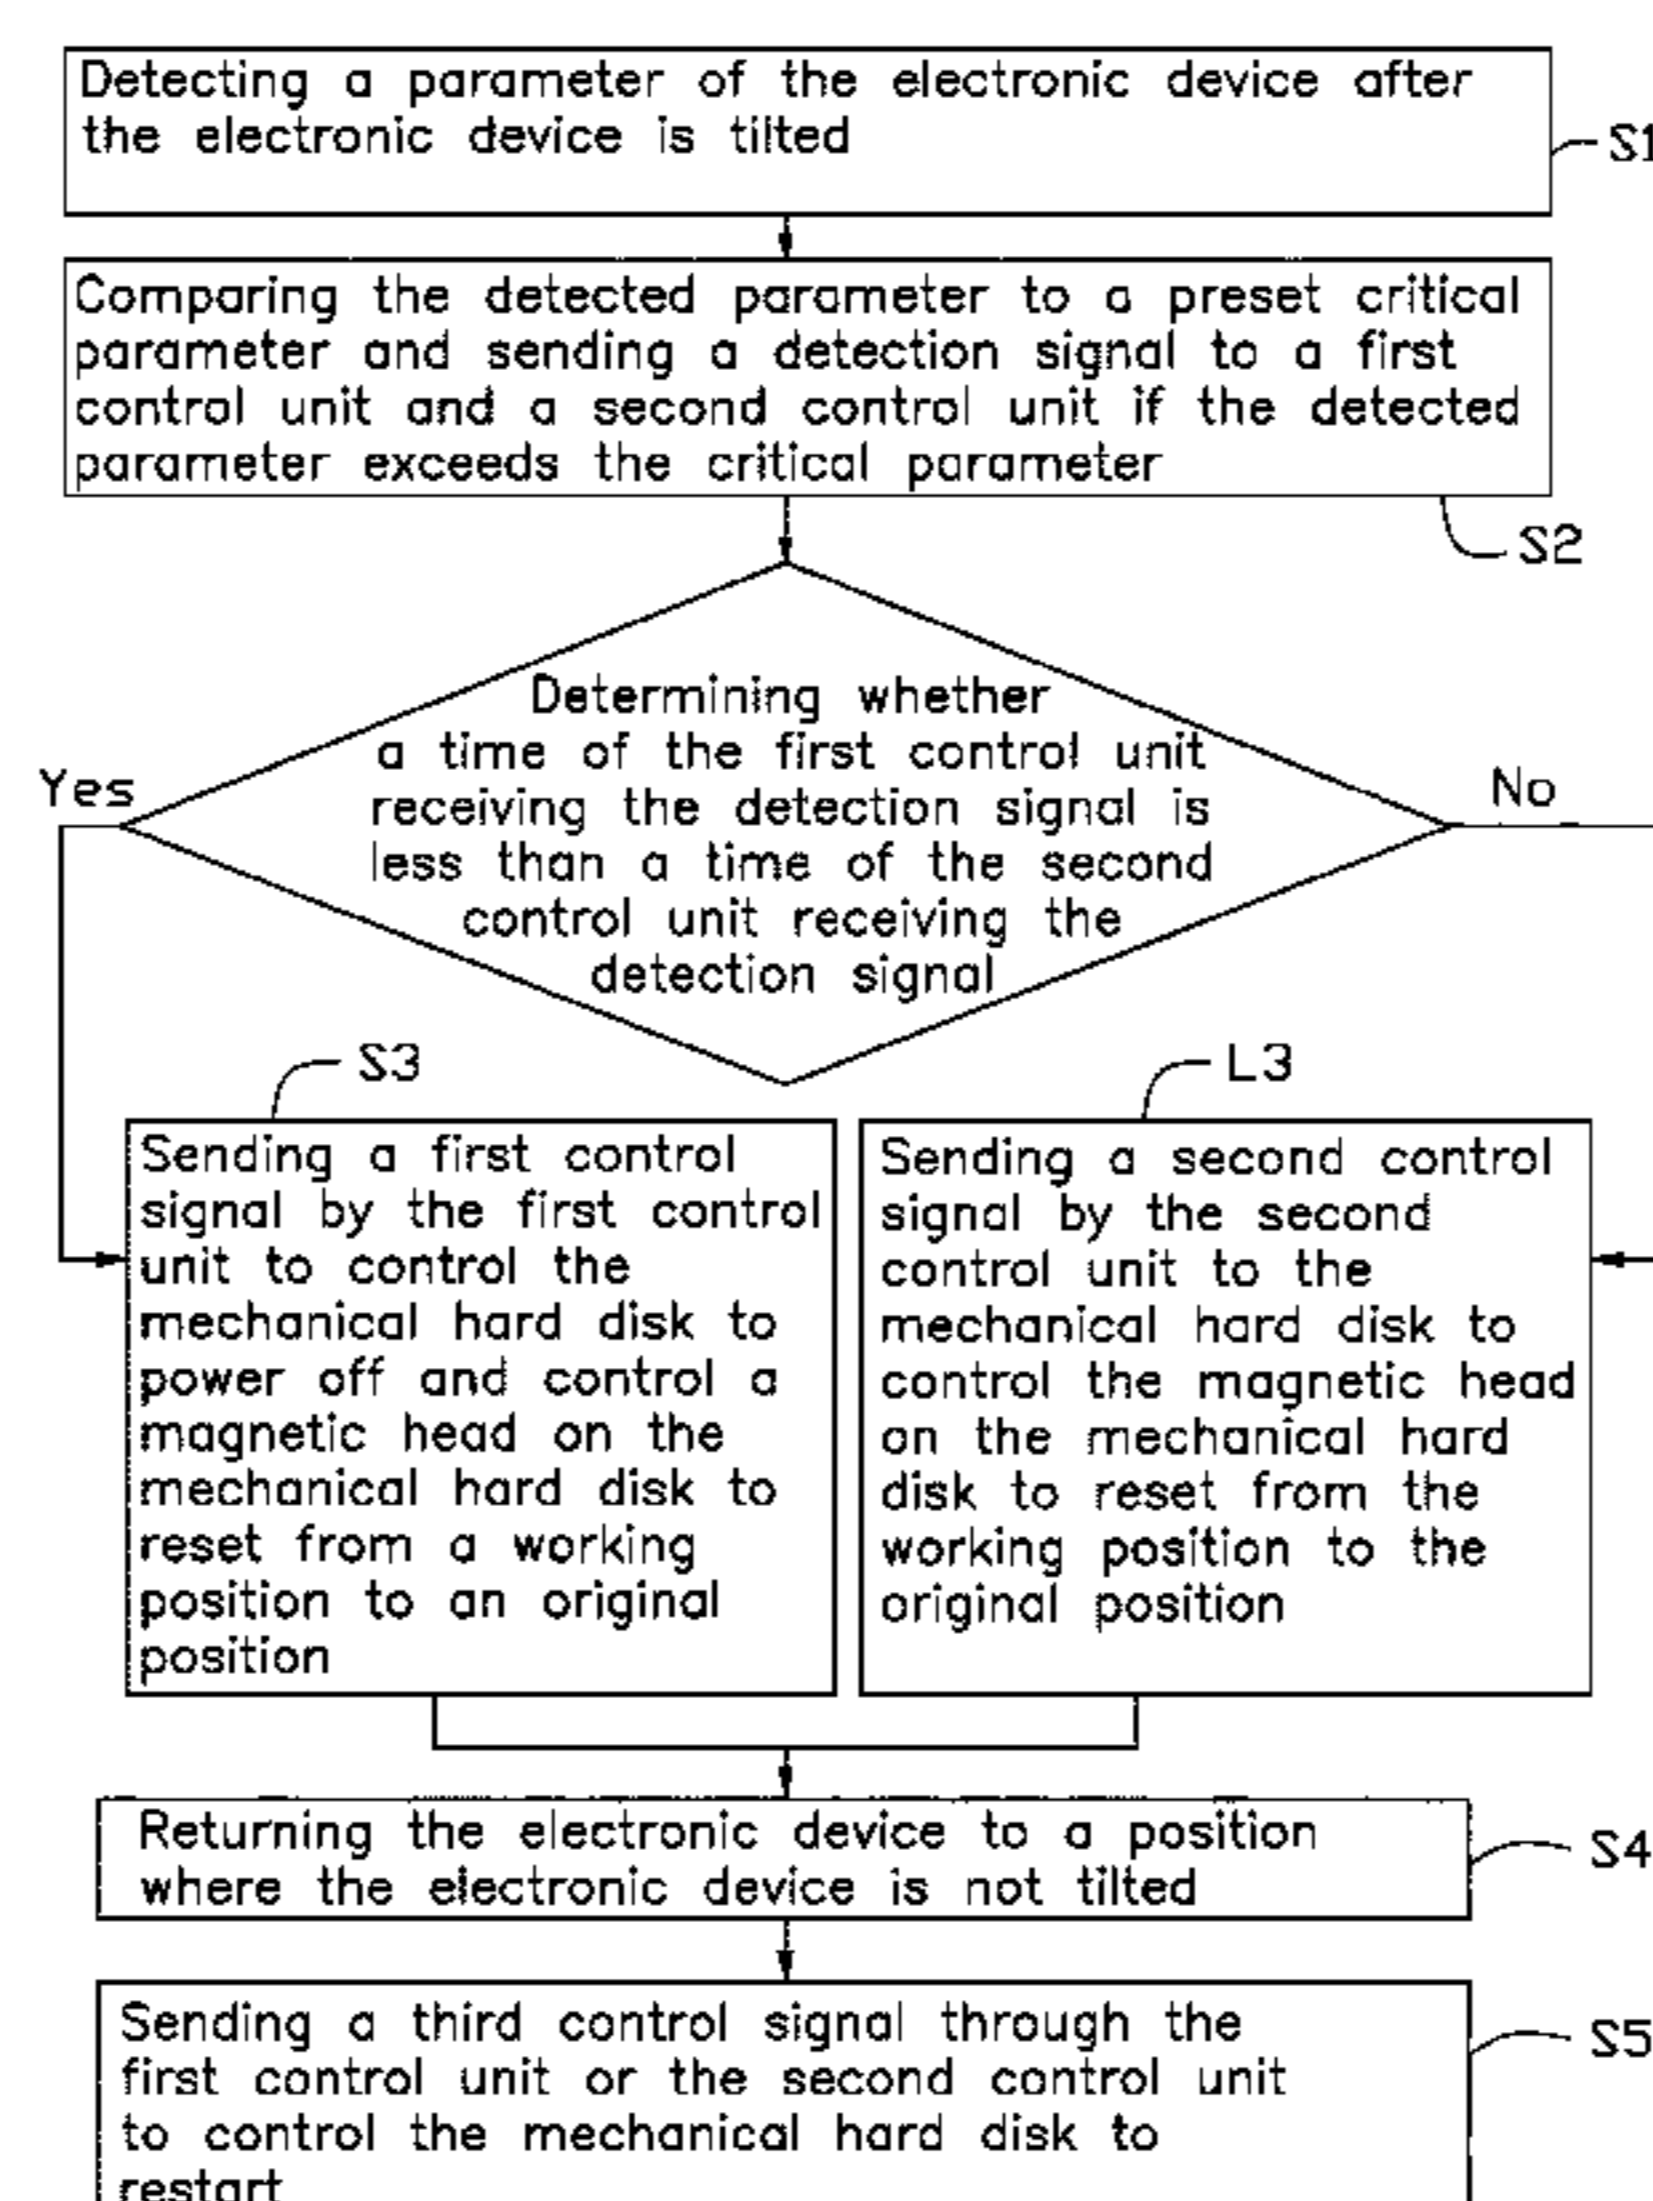 Detecting a parameter of the electronic device after
the electronic device is tilted
S1
Comparing the detected parameter to a preset critical
parameter and sending a detection signal to a first
control unit and a second control unit if the detected
parameter exceeds the critical parameter
S2
Determining whether
a time of the first control unit
receiving the detection signal is
less than a time of the second
control unit receiving the
detection signal
Yes
No
S3
Sending a first control
signal by the first control
unit to control the
mechanical hard disk to
power off and control a
magnetic head on the
mechanical hard disk to
reset from a working
position to an original
position
L3
Sending a second control
signal by the second
control unit to the
mechanical hard disk to
control the magnetic head
on the mechanical hard
disk to reset from the
working position to the
original position
Returning the electronic device to a position
where the electronic device is not tilted
S4
Sending a third control signal through the
first control unit or the second control unit
to control the mechanical hard disk to
restart
S5